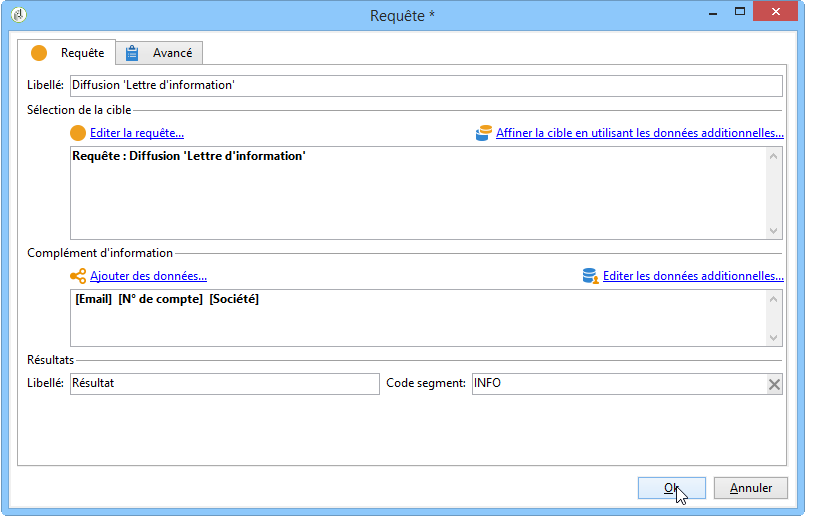 Requête *
Requête Avancé
Libellé: Diffusion 'Lettre d'information'
Sélection de la cible
Editer la requête... Affiner la cible en utilisant les données additionnelles...
Requête : Diffusion 'Lettre d'information'
Complément d'information
Ajouter des données... Editer les données additionnelles...
[Email] [N° de compte] [Société]
Résultats
Libellé: Résultat Code segment: INFO
Ok Annuler